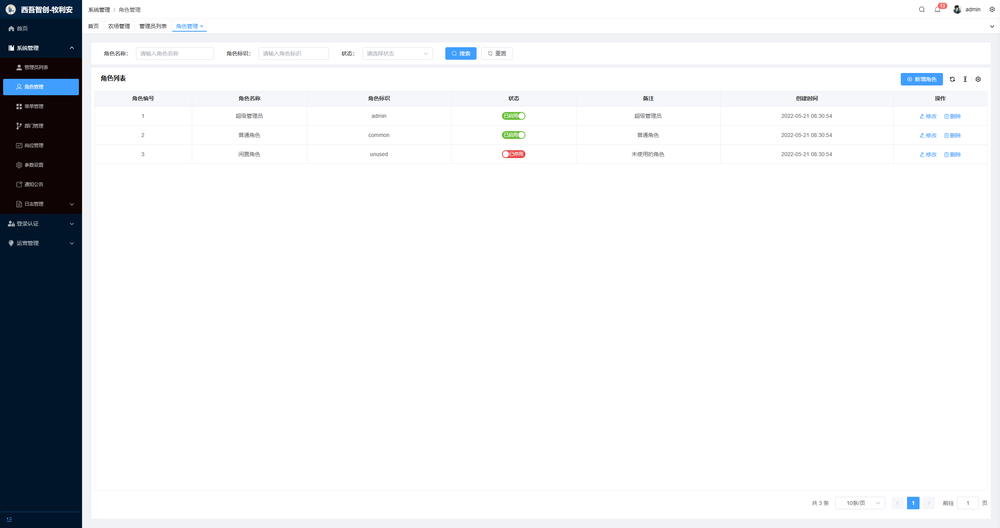 西吾智创-牧利安
首页
系统管理
管理员列表
角色管理
菜单管理
部门管理
岗位管理
参数设置
通知公告
日志管理
登录认证
运营管理
系统管理 / 角色管理
13
admin
首页 农场管理 管理员列表 角色管理 ×
角色名称： 请输入角色名称 角色标识： 请输入角色标识 状态： 请选择状态 搜索 重置
角色列表
新增角色
角色编号 角色名称 角色标识 状态 备注 创建时间 操作
1 超级管理员 admin 已启用 超级管理员 2022-05-21 08:30:54 修改 删除
2 普通角色 common 已启用 普通角色 2022-05-21 08:30:54 修改 删除
3 闲置角色 unused 已停用 未使用的角色 2022-05-21 08:30:54 修改 删除
共 3 条 10条/页 1 前往 1 页